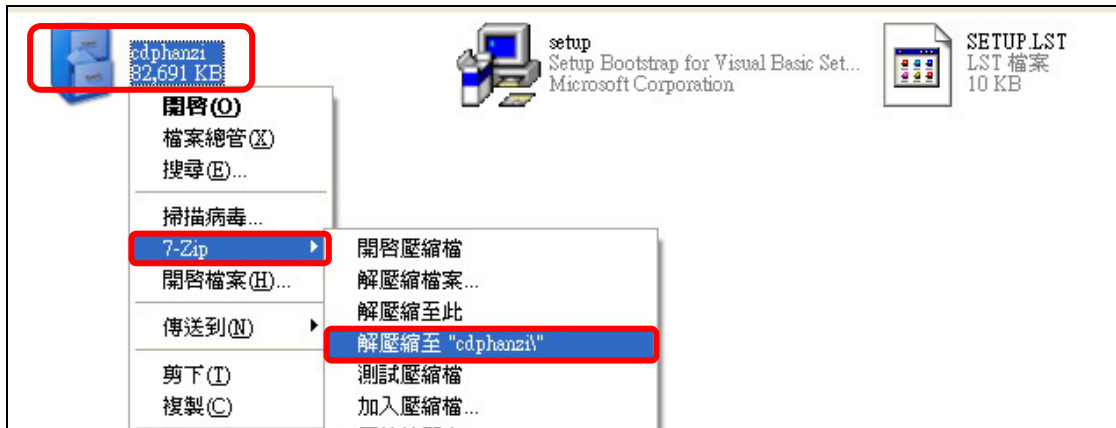 cdphanzi
82,691 KB
setup
Setup Bootstrap for Visual Basic Set...
Microsoft Corporation
SETUP.LST
LST 檔案
10 KB
開啓(O)
檔案總管(X)
搜尋(E)...
掃描病毒...
7-Zip
開啓檔案(H)...
傳送到(N)
剪下(T)
複製(C)
開啓壓縮檔
解壓縮檔案...
解壓縮至此
解壓縮至 "cdphanzi\"
測試壓縮檔
加入壓縮檔...